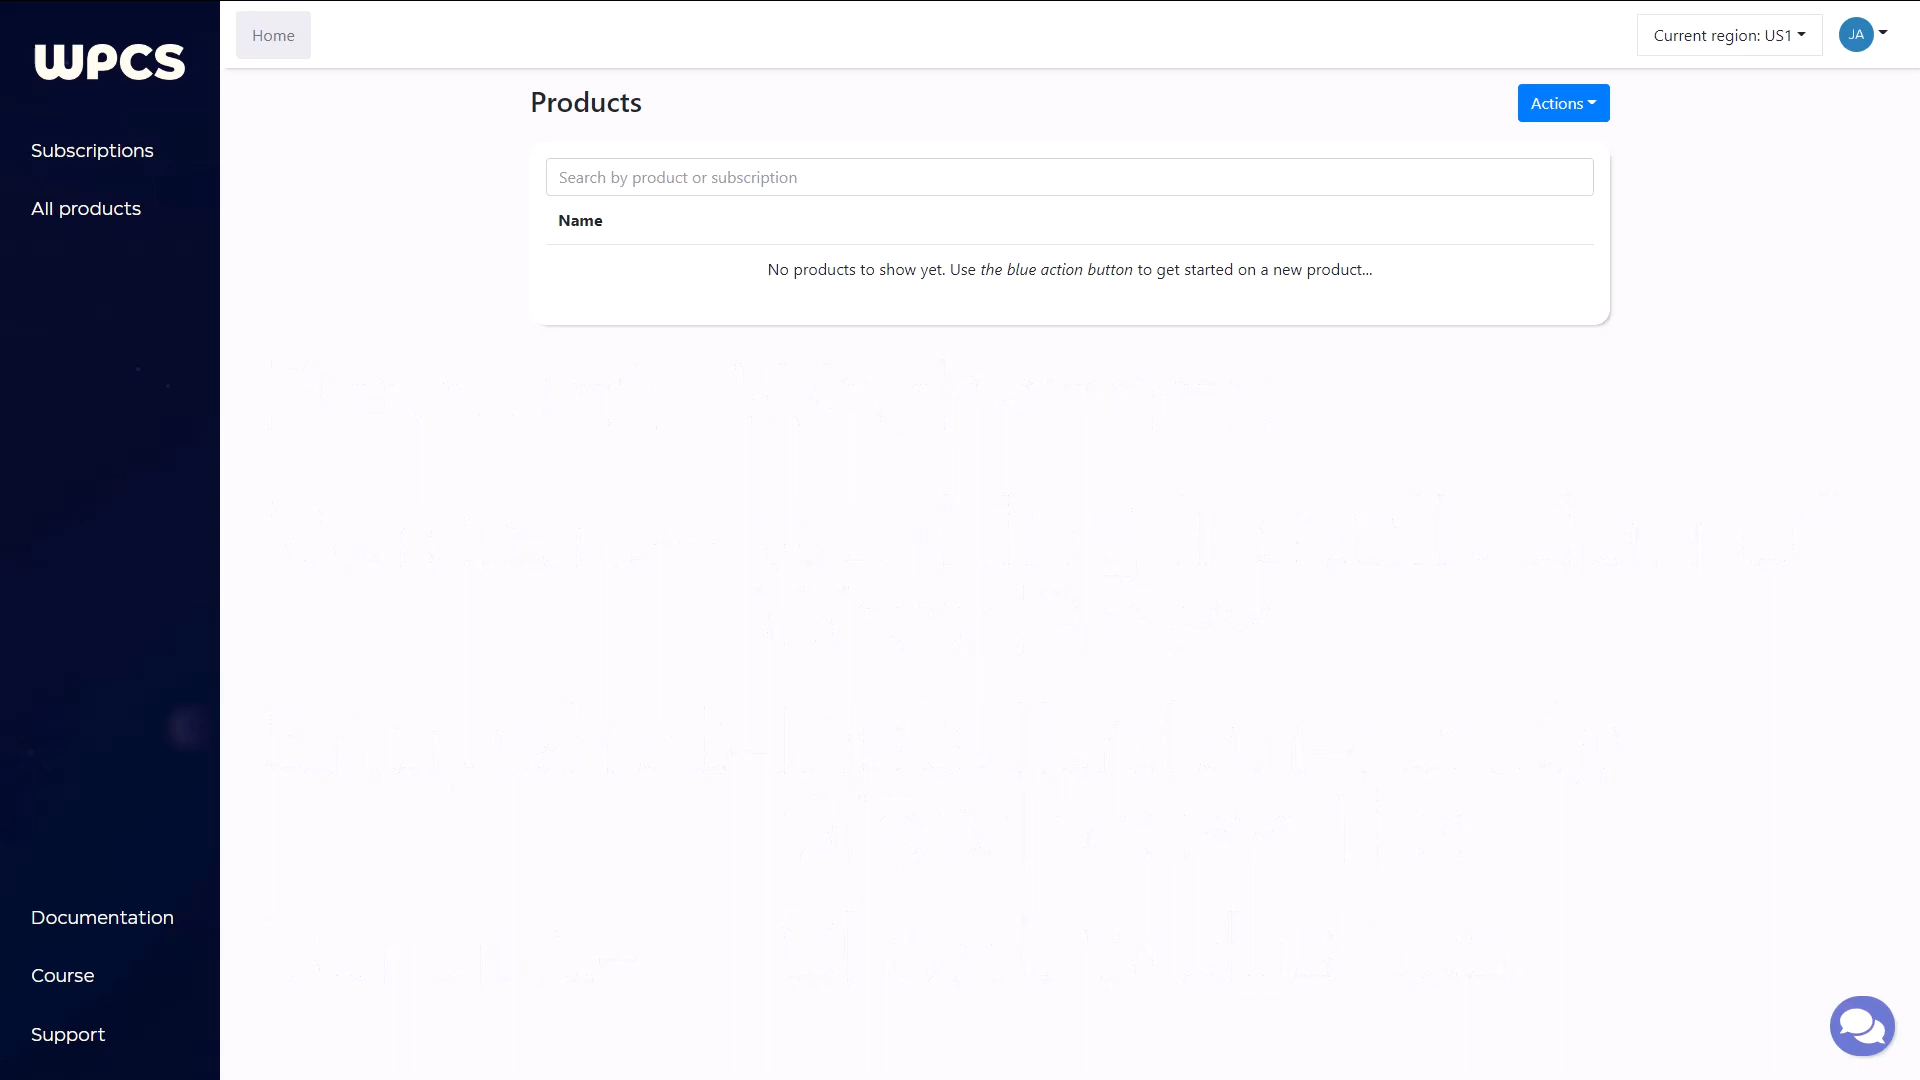 WPCS
Home
Current region: US1
JA
Subscriptions
All products
Products
Actions
Search by product or subscription
Name
No products to show yet. Use the blue action button to get started on a new product...
Documentation
Course
Support